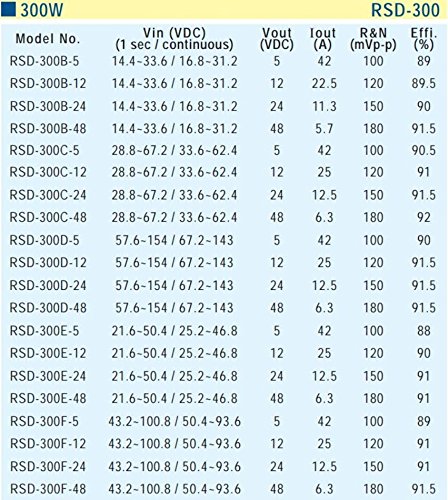 300W RSD-300
Model No. Vin (VDC) (1 sec / continuous) Vout (VDC) Iout (A) R&N (mVp-p) Effi. (%)
RSD-300B-5 14.4~33.6 / 16.8~31.2 5 42 100 89
RSD-300B-12 14.4~33.6 / 16.8~31.2 12 22.5 120 89.5
RSD-300B-24 14.4~33.6 / 16.8~31.2 24 11.3 150 90
RSD-300B-48 14.4~33.6 / 16.8~31.2 48 5.7 180 91.5
RSD-300C-5 28.8~67.2 / 33.6~62.4 5 42 100 90.5
RSD-300C-12 28.8~67.2 / 33.6~62.4 12 25 120 91
RSD-300C-24 28.8~67.2 / 33.6~62.4 24 12.5 150 91.5
RSD-300C-48 28.8~67.2 / 33.6~62.4 48 6.3 180 92
RSD-300D-5 57.6~154 / 67.2~143 5 42 100 90
RSD-300D-12 57.6~154 / 67.2~143 12 25 120 91.5
RSD-300D-24 57.6~154 / 67.2~143 24 12.5 150 91.5
RSD-300D-48 57.6~154 / 67.2~143 48 6.3 180 91.5
RSD-300E-5 21.6~50.4 / 25.2~46.8 5 42 100 88
RSD-300E-12 21.6~50.4 / 25.2~46.8 12 25 120 90
RSD-300E-24 21.6~50.4 / 25.2~46.8 24 12.5 150 91
RSD-300E-48 21.6~50.4 / 25.2~46.8 48 6.3 180 91
RSD-300F-5 43.2~100.8 / 50.4~93.6 5 42 100 89
RSD-300F-12 43.2~100.8 / 50.4~93.6 12 25 120 91
RSD-300F-24 43.2~100.8 / 50.4~93.6 24 12.5 150 91
RSD-300F-48 43.2~100.8 / 50.4~93.6 48 6.3 180 91.5